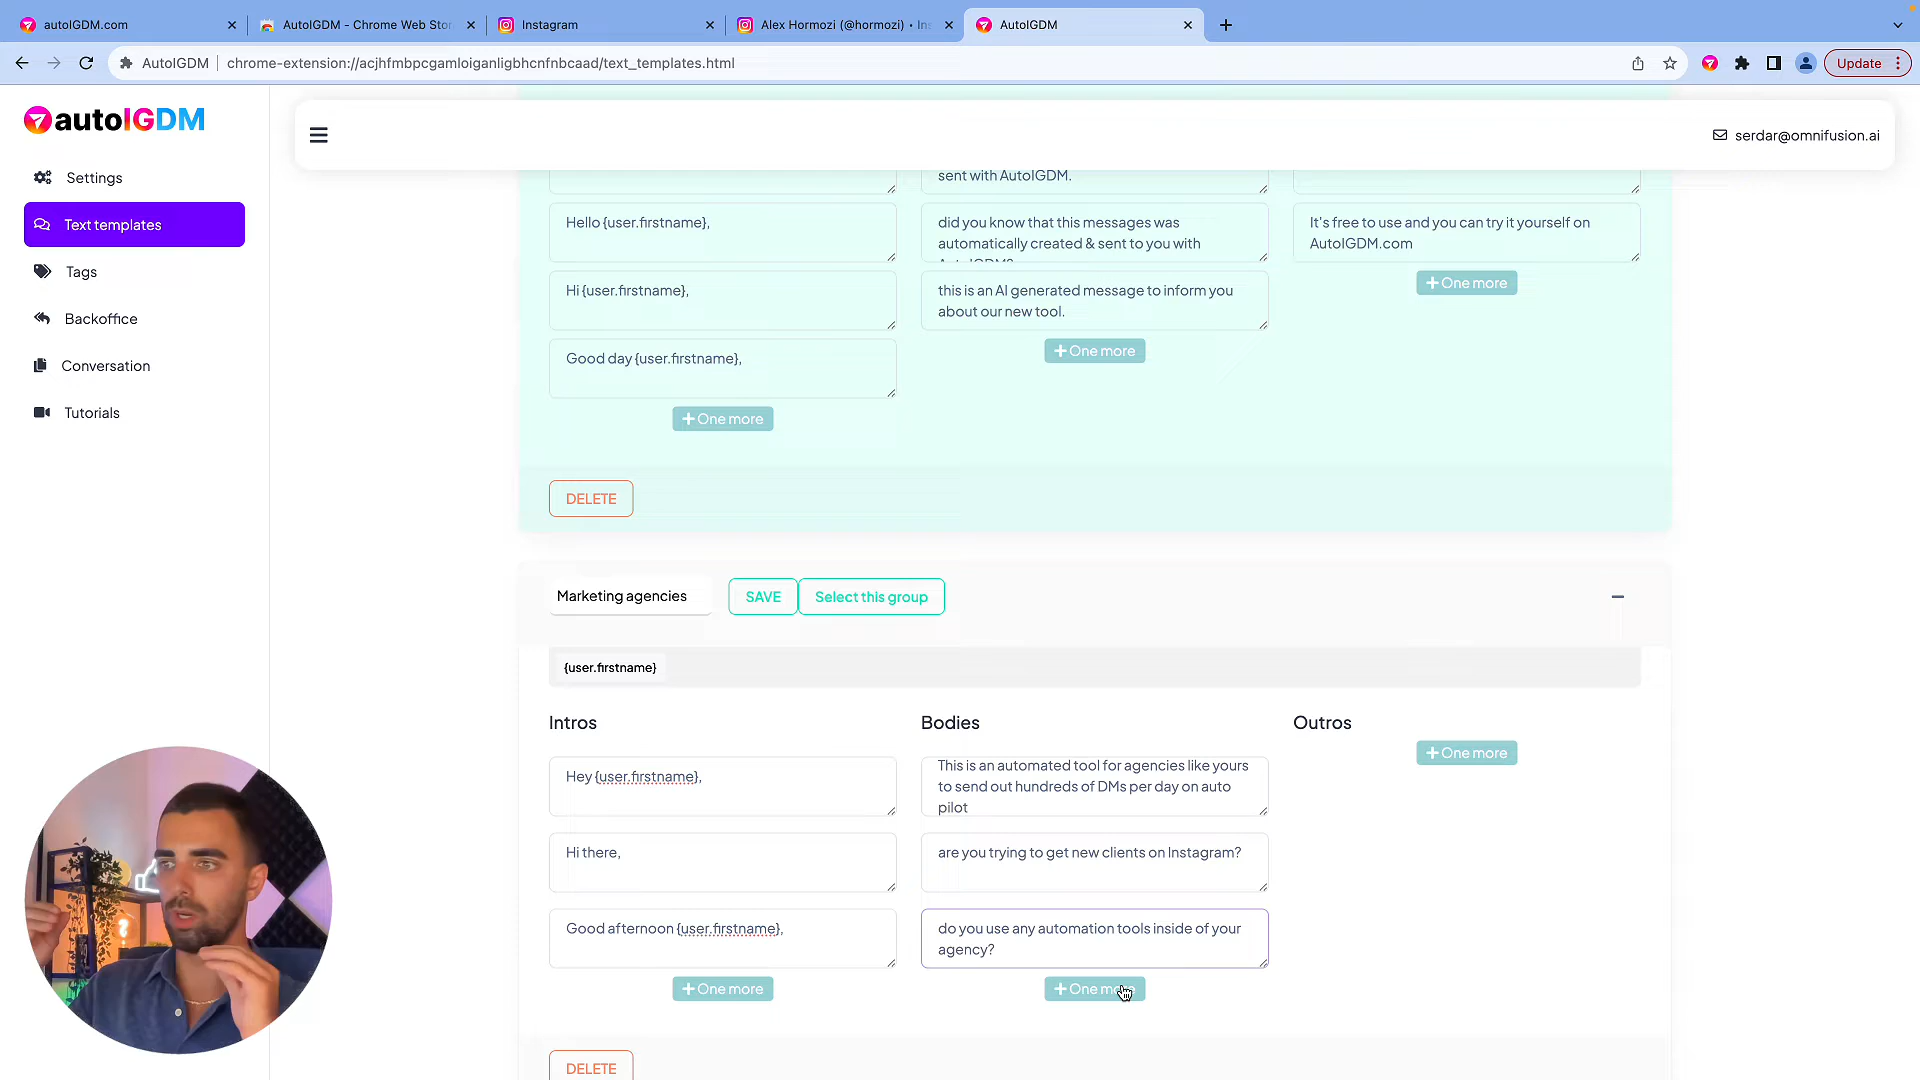 autoIGDM.com
AutoIGDM - Chrome Web Stor
Instagram
Alex Hormozi (@hormozi) • Ins
AutoIGDM
AutoIGDM
chrome-extension://acjhfmbpcgamloiganligbhcnfnbcaad/text_templates.html
Update
autoIGDM
serdar@omnifusion.ai
Settings
Text templates
Tags
Backoffice
Conversation
Tutorials
sent with AutoIGDM.
Hello {user.firstname},
did you know that this messages was
automatically created & sent to you with
AutoIGDM?
It's free to use and you can try it yourself on
AutoIGDM.com
One more
Hi {user.firstname},
this is an AI generated message to inform you
about our new tool.
One more
Good day {user.firstname},
One more
DELETE
Marketing agencies
SAVE
Select this group
{user.firstname}
Intros
Bodies
Outros
One more
Hey {user.firstname},
This is an automated tool for agencies like yours
to send out hundreds of DMs per day on auto
pilot
Hi there,
are you trying to get new clients on Instagram?
Good afternoon {user.firstname},
do you use any automation tools inside of your
agency?
One more
One more
DELETE